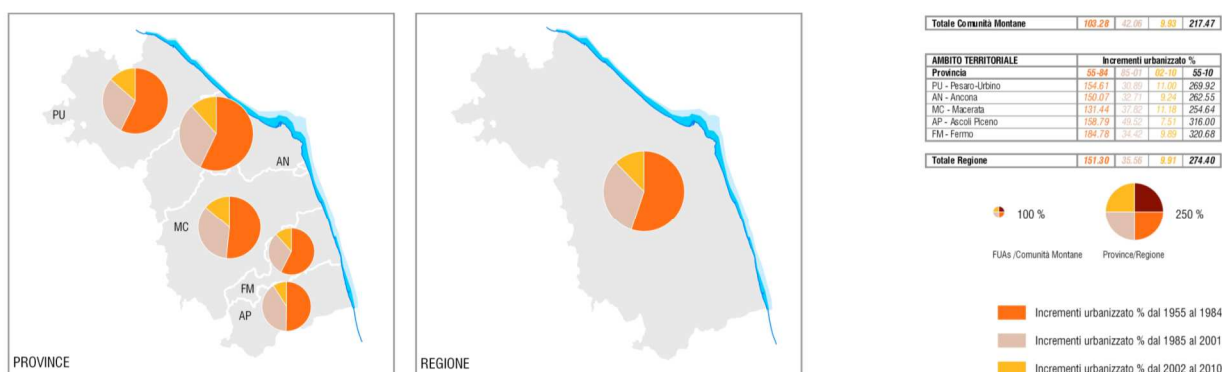 PU
AN
MC
FM
AP
PROVINCE
REGIONE
Totale Comunità Montane 103.28 42.06 9.93 217.47
AMBITO TERRITORIALE Incrementi urbanizzato %
Provincia 55-84 85-01 02-10 55-10
PU - Pesaro-Urbino 154.61 30.89 11.00 269.92
AN - Ancona 150.07 32.71 9.24 262.55
MC - Macerata 131.44 37.82 11.18 254.64
AP - Ascoli Piceno 158.79 49.52 7.51 316.00
FM - Fermo 184.78 34.42 9.89 320.68
Totale Regione 151.30 35.56 9.91 274.40
100 % 250 %
FUAs /Comunità Montane Province/Regione
Incrementi urbanizzato % dal 1955 al 1984
Incrementi urbanizzato % dal 1985 al 2001
Incrementi urbanizzato % dal 2002 al 2010